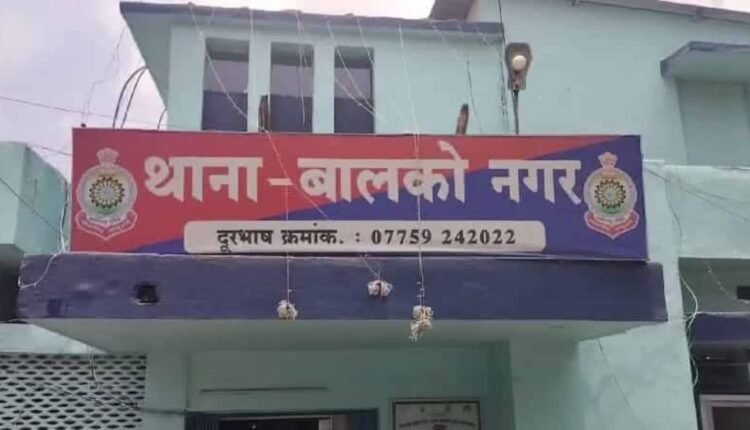 थाना - बालको नगर
दूरभाष क्रमांक. : 07759 242022